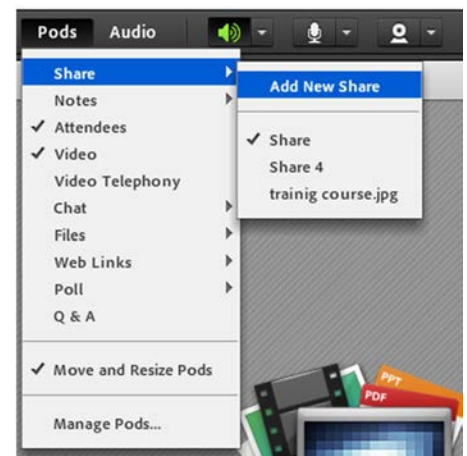 Pods Audio
Share
Notes
✓ Attendees
✓ Video
Video Telephony
Chat
Files
Web Links
Poll
Q & A
✓ Move and Resize Pods
Manage Pods...
Add New Share
✓ Share
Share 4
trainig course.jpg
PPT
PDF